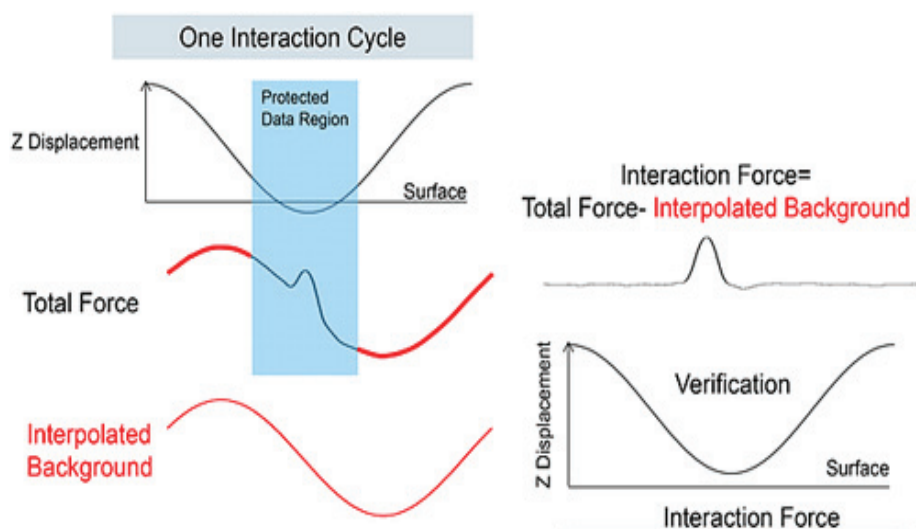 One Interaction Cycle
Protected
Data Region
Z Displacement
Surface
Total Force
Interpolated
Background
Interaction Force=
Total Force- Interpolated Background
Z Displacement
Verification
Surface
Interaction Force